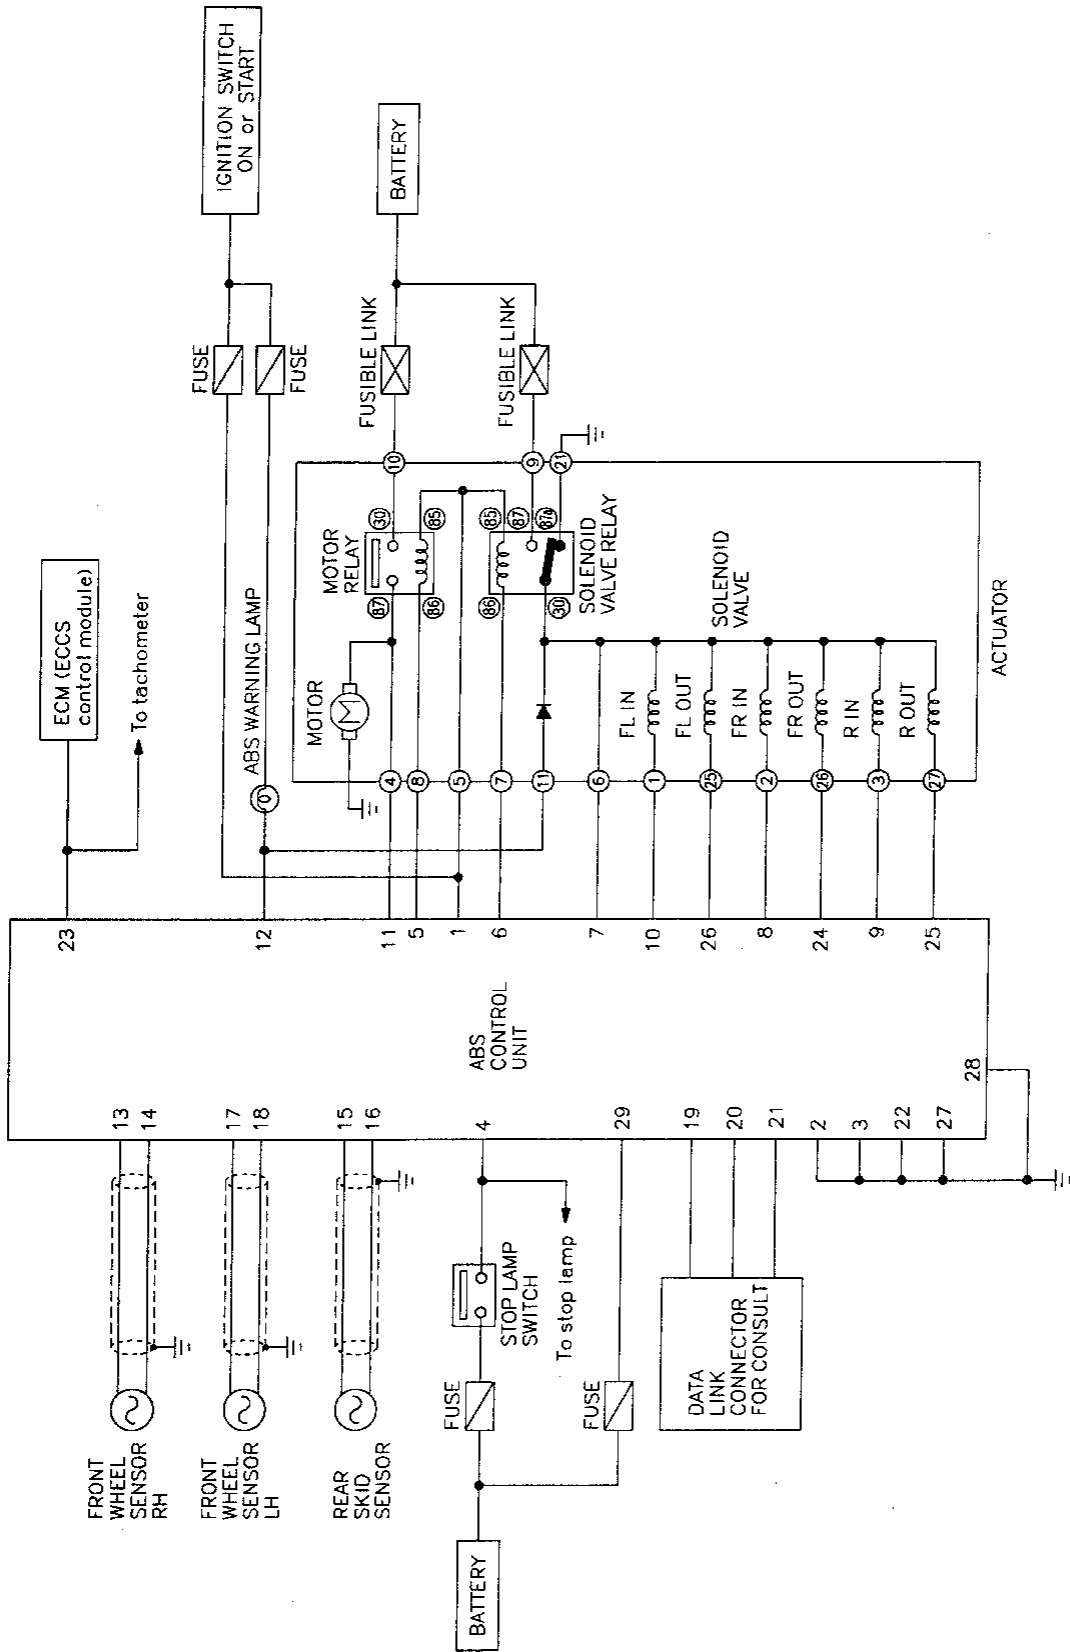 FRONT
WHEEL
SENSOR
RH
FRONT
WHEEL
SENSOR
LH
REAR
SKID
SENSOR
BATTERY
FUSE
STOP LAMP
SWITCH
To stop lamp
FUSE
DATA
LINK
CONNECTOR
FOR CONSULT
13
14
17
18
15
16
4
29
19
20
21
2
3
22
27
28
ABS
CONTROL
UNIT
23
12
11
5
1
6
7
10
26
8
24
9
25
ECM (ECCS
control module)
To tachometer
ABS WARNING LAMP
4
8
5
7
11
6
1
25
2
26
3
27
MOTOR
M
MOTOR
RELAY
87
30
86
85
86
85
87
87a
30
SOLENOID
VALVE RELAY
FL IN
FL OUT
FR IN
FR OUT
R IN
R OUT
SOLENOID
VALVE
10
9
21
ACTUATOR
FUSE
FUSE
FUSIBLE LINK
FUSIBLE LINK
IGNITION SWITCH
ON or START
BATTERY